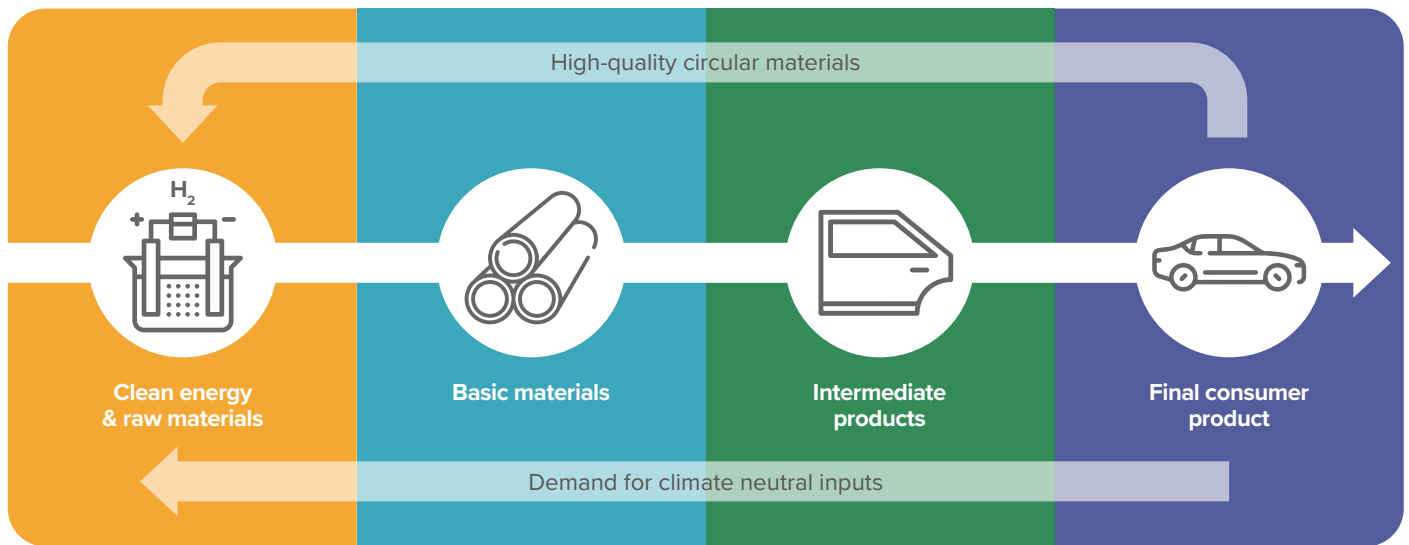 High-quality circular materials
H₂
+ −
Clean energy
& raw materials
Basic materials
Intermediate
products
Final consumer
product
Demand for climate neutral inputs